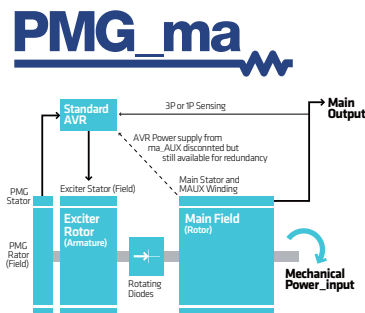 PMG_ma
Standard
AVR
3P or 1P Sensing
Main
Output
AVR Power supply from
ma_AUX disconnted but
still available for redundancy
PMG
Stator
Exciter Stator (Field)
Main Stator and
MAUX Winding
Exciter
Rotor
(Armature)
Main Field
(Rotor)
PMG
Rator
(Field)
Rotating
Diodes
Mechanical
Power_input